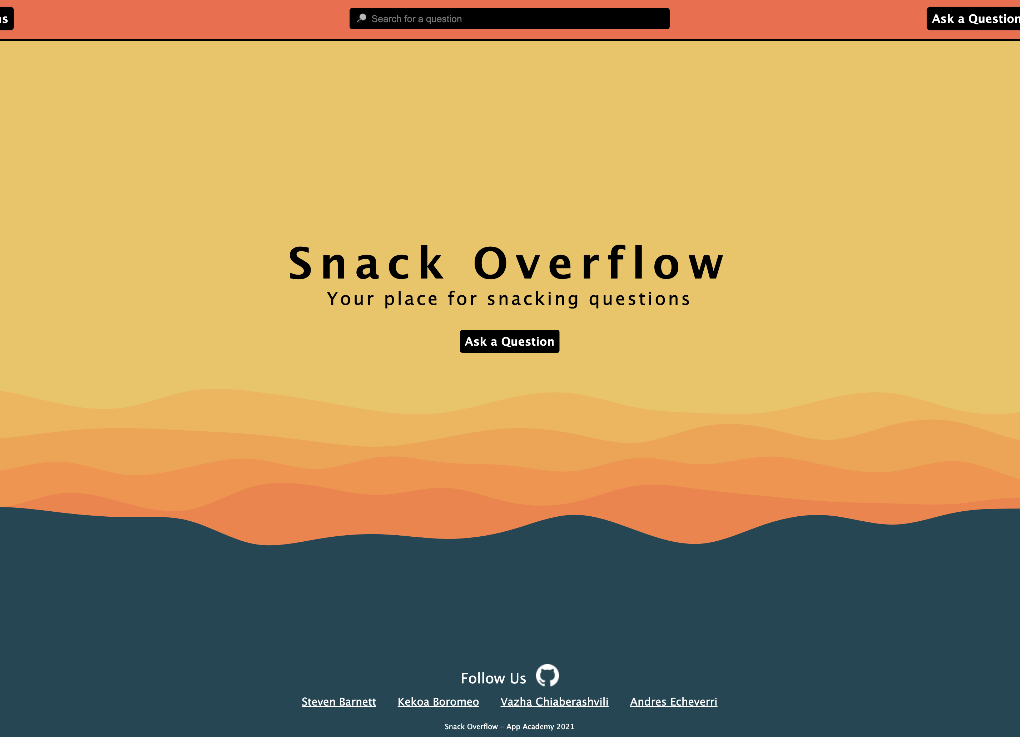 ns
Search for a question
Ask a Question
Snack Overflow
Your place for snacking questions
Ask a Question
Follow Us
Steven Barnett Kekoa Boromeo Vazha Chiaberashvili Andres Echeverri
Snack Overflow - App Academy 2021